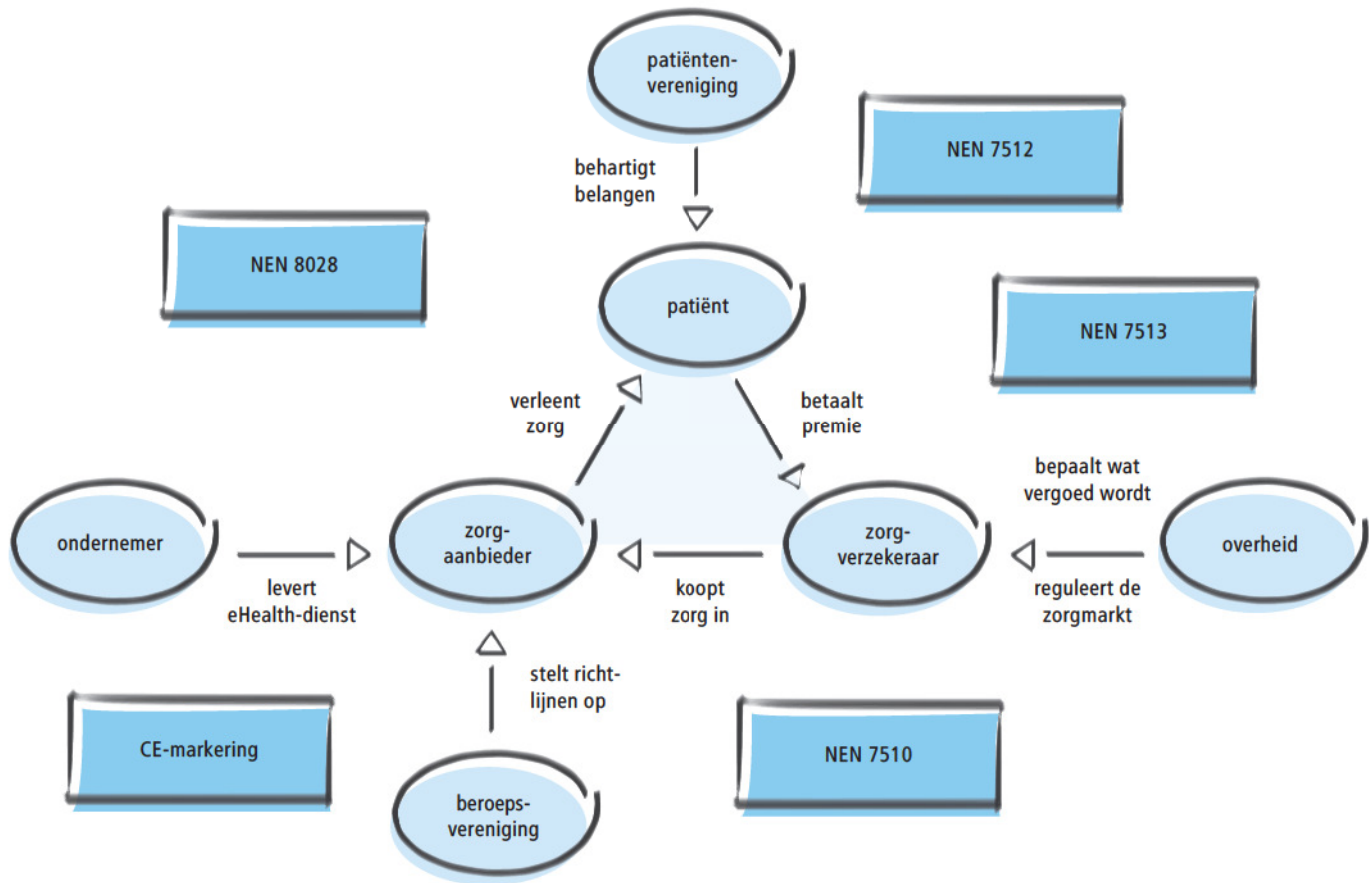 patiënten-
vereniging
NEN 7512
behartigt
belangen
NEN 8028
patiënt
NEN 7513
verleent
zorg
betaalt
premie
bepaalt wat
vergoed wordt
ondernemer
zorg-
aanbieder
zorg-
verzekeraar
overheid
levert
eHealth-dienst
koopt
zorg in
reguleert de
zorgmarkt
stelt richt-
lijnen op
CE-markering
NEN 7510
beroeps-
vereniging